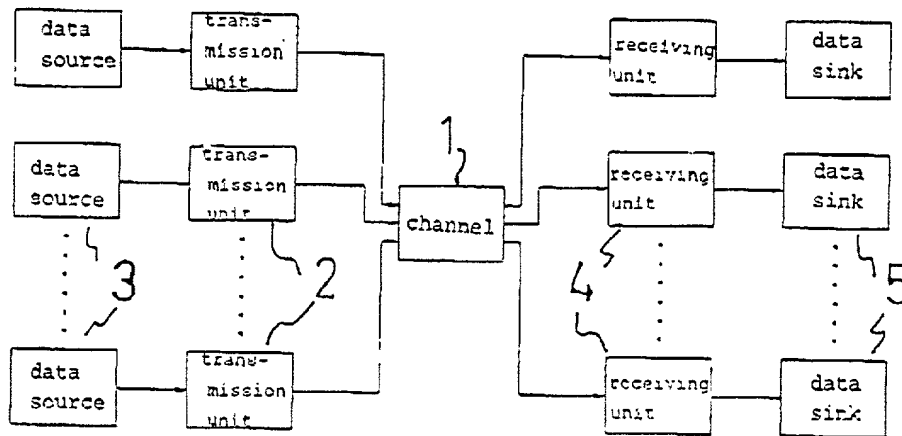 data
source
trans-
mission
unit
receiving
unit
data
sink
1
data
source
trans-
mission
unit
channel
receiving
unit
data
sink
3
2
4
5
data
source
trans-
mission
unit
receiving
unit
data
sink